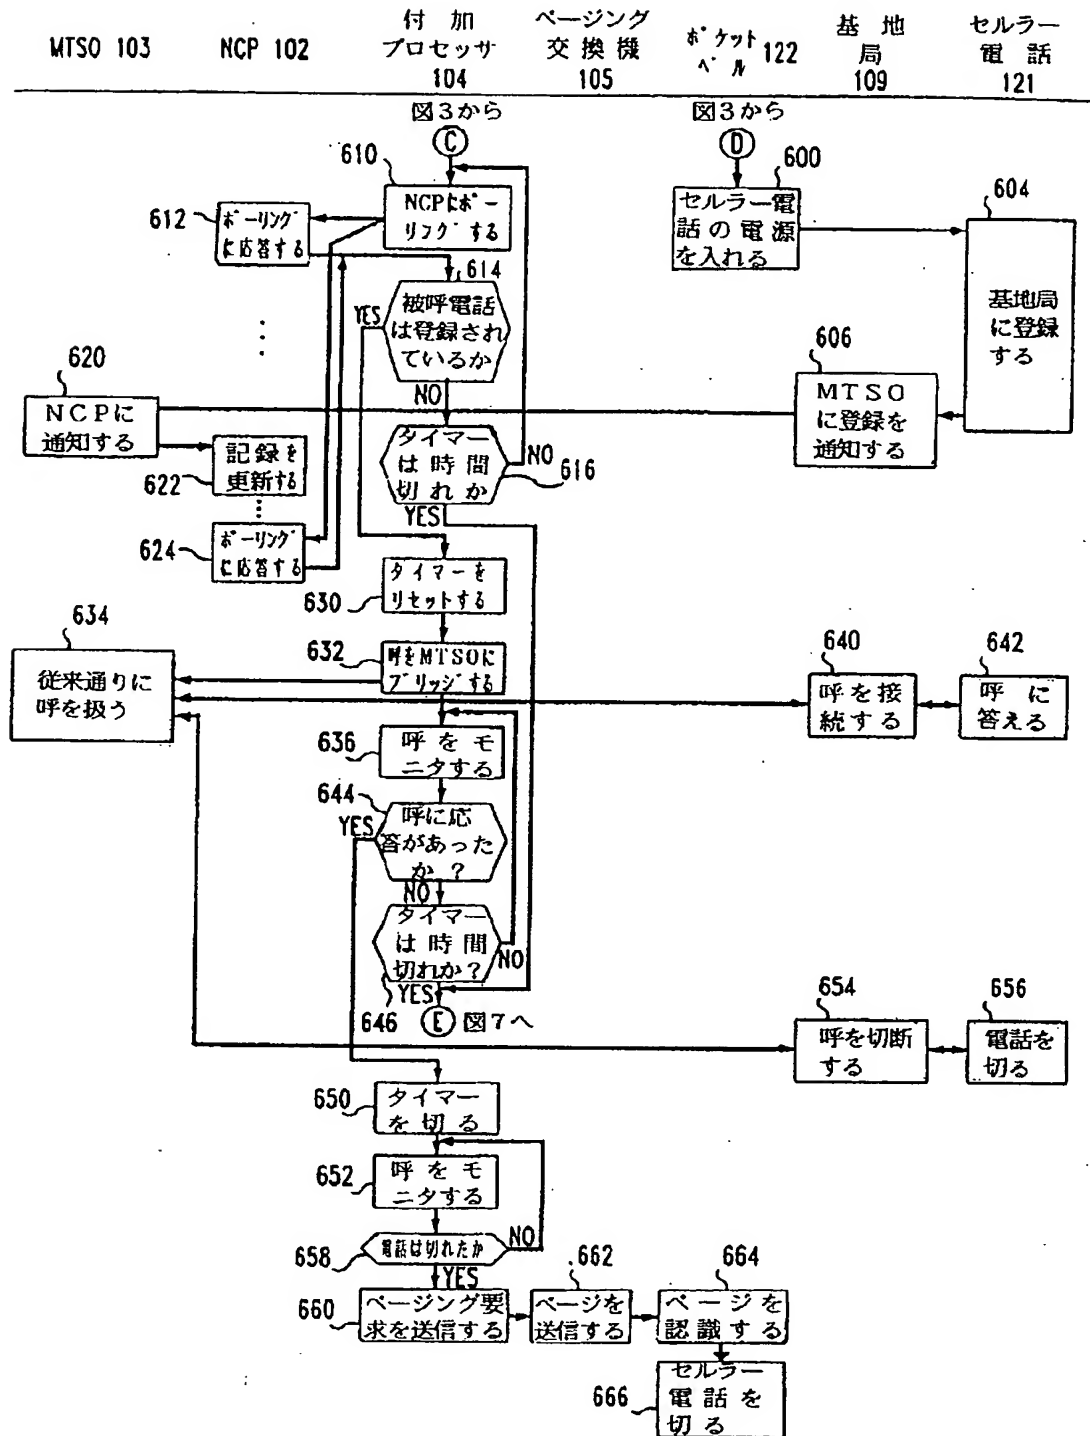 MTSO 103
NCP 102
付加
プロセッサ
104
ページング
交換機
105
ポケット
ベル 122
基地
局
109
セルラー
電話
121
図3から
C
図3から
D
610
NCPにポー
リングする
612
ポーリング
に応答する
600
セルラー電
話の電源
を入れる
604
基地局
に登録
する
614
被呼電話
は登録され
ているか
YES
NO
606
MTSO
に登録を
通知する
620
NCPに
通知する
622
記録を
更新する
タイマー
は時間
切れか
616
NO
YES
624
ポーリング
に応答する
630
タイマーを
リセットする
632
呼をMTSOに
ブリッジする
634
従来通りに
呼を扱う
640
呼を接
続する
642
呼に
答える
636
呼をモ
ニタする
644
呼に応
答があった
か?
YES
NO
タイマー
は時間
切れか?
NO
YES
646
E
図7へ
654
呼を切断
する
656
電話を
切る
650
タイマー
を切る
652
呼をモ
ニタする
658
電話は切れたか
NO
YES
660
ページング要
求を送信する
662
ページを
送信する
664
ページを
認識する
666
セルラー
電話を
切る